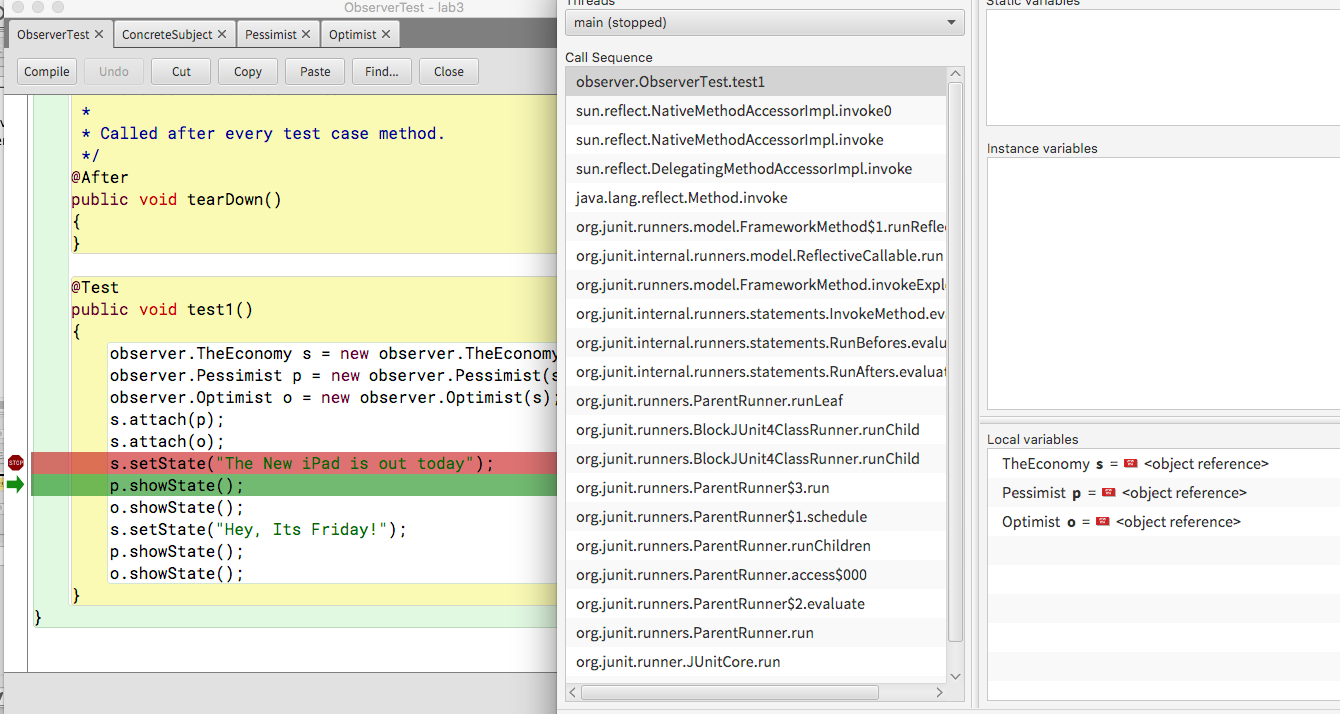 ObserverTest - lab3
ObserverTest ✕ ConcreteSubject ✕ Pessimist ✕ Optimist ✕
Compile Undo Cut Copy Paste Find... Close
*
* Called after every test case method.
*/
@After
public void tearDown()
{
}
@Test
public void test1()
{
observer.TheEconomy s = new observer.TheEconomy
observer.Pessimist p = new observer.Pessimist(s
observer.Optimist o = new observer.Optimist(s);
s.attach(p);
s.attach(o);
STOP s.setState("The New iPad is out today");
p.showState();
o.showState();
s.setState("Hey, Its Friday!");
p.showState();
o.showState();
}
}
Threads
main (stopped)
Call Sequence
observer.ObserverTest.test1
sun.reflect.NativeMethodAccessorImpl.invoke0
sun.reflect.NativeMethodAccessorImpl.invoke
sun.reflect.DelegatingMethodAccessorImpl.invoke
java.lang.reflect.Method.invoke
org.junit.runners.model.FrameworkMethod$1.runRefle
org.junit.internal.runners.model.ReflectiveCallable.run
org.junit.runners.model.FrameworkMethod.invokeExpl
org.junit.internal.runners.statements.InvokeMethod.ev
org.junit.internal.runners.statements.RunBefores.evalu
org.junit.internal.runners.statements.RunAfters.evaluat
org.junit.runners.ParentRunner.runLeaf
org.junit.runners.BlockJUnit4ClassRunner.runChild
org.junit.runners.BlockJUnit4ClassRunner.runChild
org.junit.runners.ParentRunner$3.run
org.junit.runners.ParentRunner$1.schedule
org.junit.runners.ParentRunner.runChildren
org.junit.runners.ParentRunner.access$000
org.junit.runners.ParentRunner$2.evaluate
org.junit.runners.ParentRunner.run
org.junit.runner.JUnitCore.run
Static variables
Instance variables
Local variables
TheEconomy s = <object reference>
Pessimist p = <object reference>
Optimist o = <object reference>